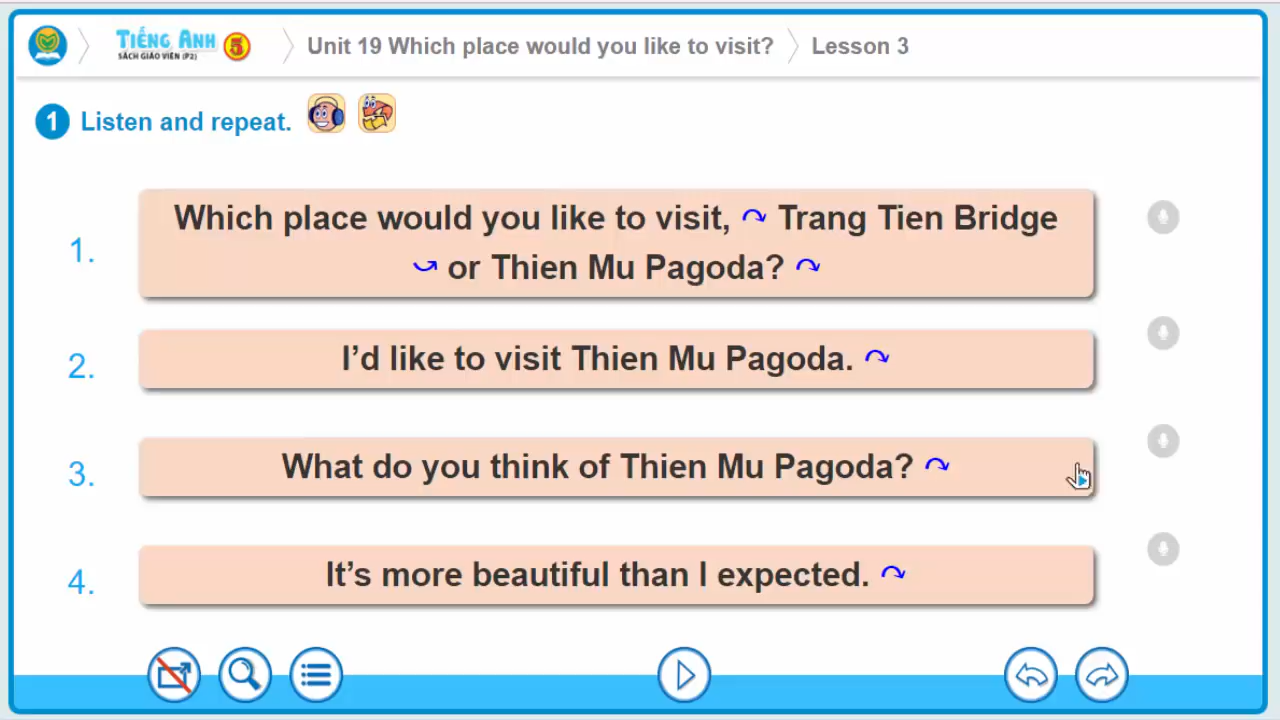 TIẾNG ANH 5
SÁCH GIÁO VIÊN (P2)
Unit 19 Which place would you like to visit?
Lesson 3
1 Listen and repeat.
1.
Which place would you like to visit, ↷ Trang Tien Bridge
⤻ or Thien Mu Pagoda? ↷
2.
I’d like to visit Thien Mu Pagoda. ↷
3.
What do you think of Thien Mu Pagoda? ↷
4.
It’s more beautiful than I expected. ↷